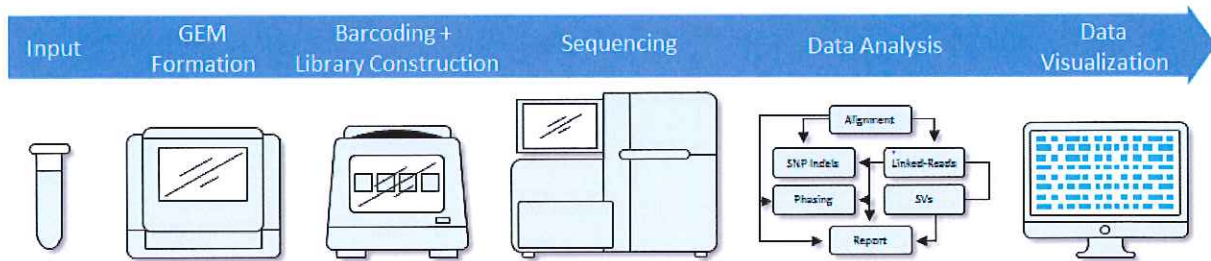 Input
GEM
Formation
Barcoding +
Library Construction
Sequencing
Data Analysis
Data
Visualization
Alignment
SNP Indels
Linked-Reads
Phasing
SVs
Report